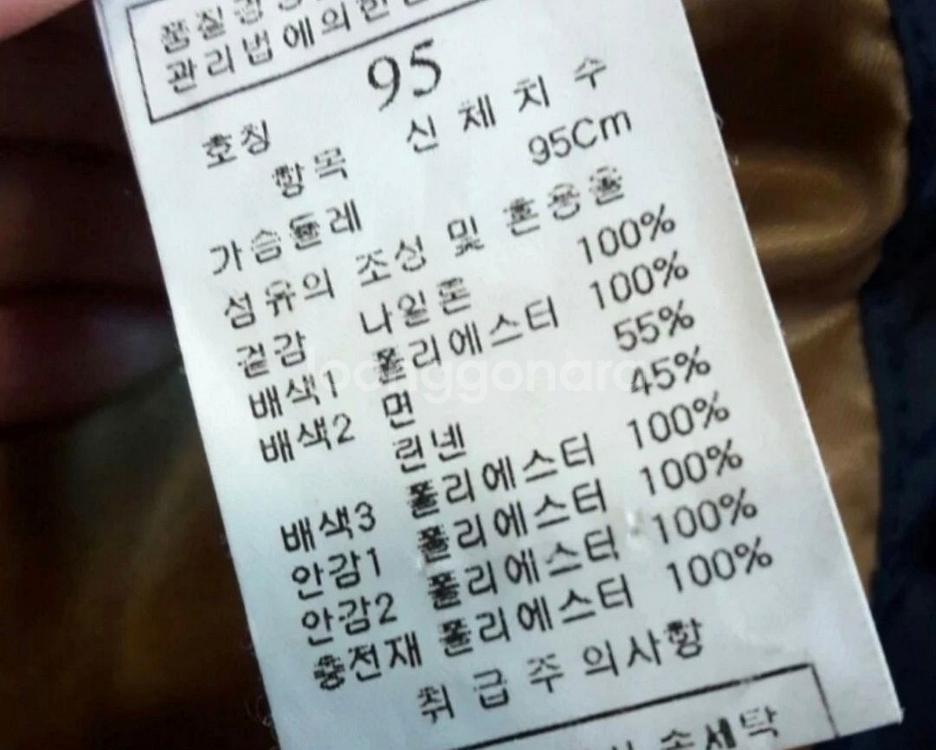 관리법에의한
호칭 95
항목 신체치수
가슴둘레 95Cm
섬유의 조성 및 혼용율
겉감 나일론 100%
배색1 폴리에스터 100%
배색2 면 55%
린넨 45%
배색3 폴리에스터 100%
안감1 폴리에스터 100%
안감2 폴리에스터 100%
충전재 폴리에스터 100%
취급주의사항
손세탁